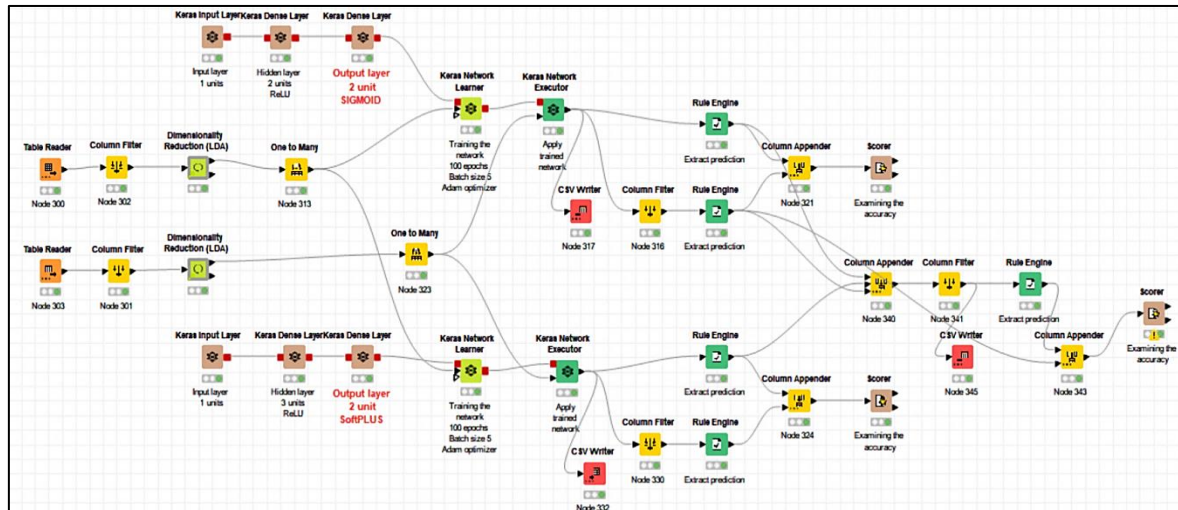 Keras Input Layer Keras Dense Layer Keras Dense Layer
Input layer
1 units
Hidden layer
2 units
ReLU
Output layer
2 unit
SIGMOID
Keras Network
Learner
Training the
network
100 epochs
Batch size 5
Adam optimizer
Keras Network
Executor
Apply
trained
network
Rule Engine
Extract prediction
Table Reader
Node 300
Column Filter
Node 302
Dimensionality
Reduction (LDA)
One to Many
Node 313
CSV Writer
Node 317
Column Filter
Node 316
Rule Engine
Extract prediction
Column Appender
Node 321
Scorer
Examining the
accuracy
Table Reader
Node 303
Column Filter
Node 301
Dimensionality
Reduction (LDA)
One to Many
Node 323
Column Appender
Node 340
Column Filter
Node 341
Rule Engine
Extract prediction
Scorer
Examining the
accuracy
CSV Writer
Node 345
Column Appender
Node 343
Keras Input Layer Keras Dense Layer Keras Dense Layer
Input layer
1 units
Hidden layer
3 units
ReLU
Output layer
2 unit
SoftPLUS
Keras Network
Learner
Training the
network
100 epochs
Batch size 5
Adam optimizer
Keras Network
Executor
Apply
trained
network
Rule Engine
Extract prediction
Column Appender
Node 324
Scorer
Examining the
accuracy
CSV Writer
Node 332
Column Filter
Node 330
Rule Engine
Extract prediction